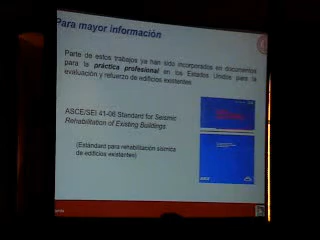 Para mayor información
Parte de estos trabajos ya han sido incorporados en documentos
para la práctica profesional en los Estados Unidos para la
evaluación y refuerzo de edificios existentes
ASCE/SEI 41-06 Standard for Seismic
Rehabilitation of Existing Buildings
(Estándard para rehabilitación sísmica
de edificios existentes)